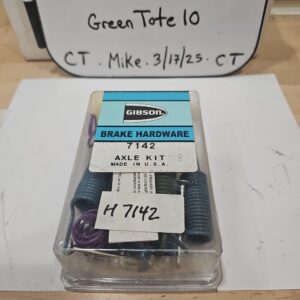 Green Tote 10
CT. Mike. 3/17/25. CT
GIBSON
BRAKE HARDWARE
7142
AXLE KIT
MADE IN U.S.A.
H 7142